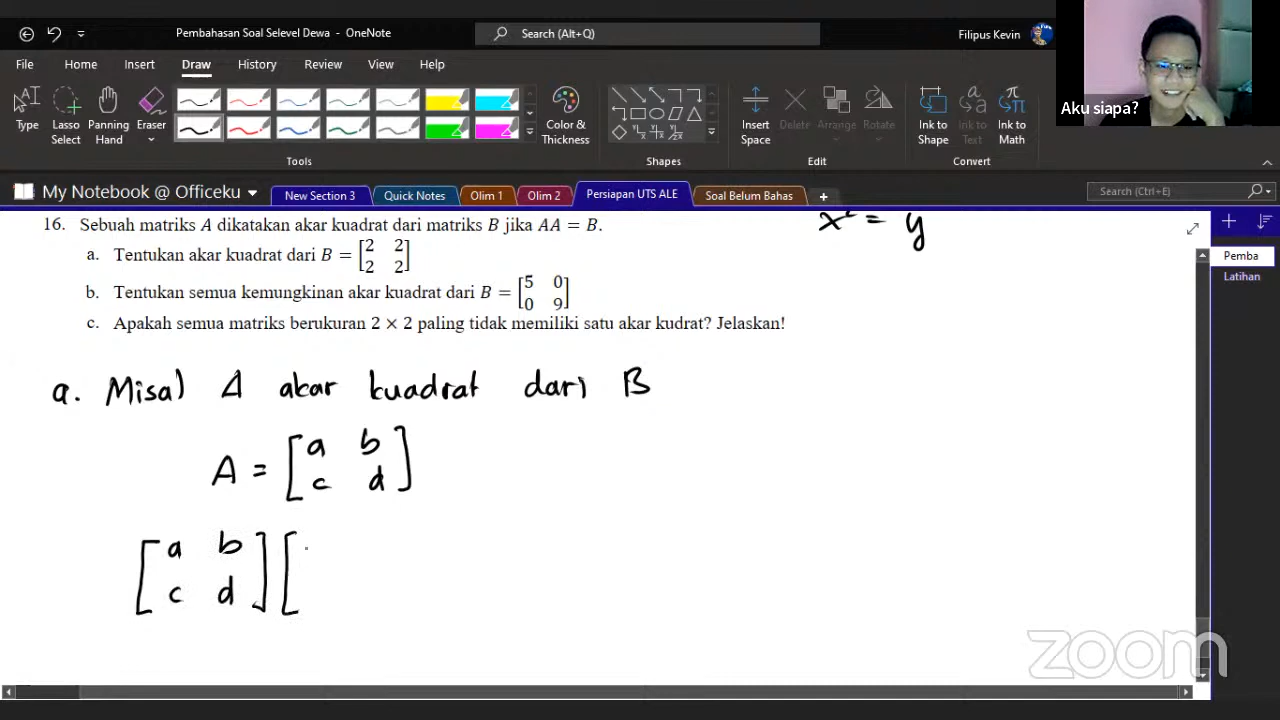 Pembahasan Soal Selevel Dewa - OneNote
Search (Alt+Q)
Filipus Kevin
File Home Insert Draw History Review View Help
Aku siapa?
Type
Lasso Select
Panning Hand
Eraser
Color & Thickness
Insert Space
Delete
Arrange
Rotate
Ink to Shape
Ink to Text
Ink to Math
Tools
Shapes
Edit
Convert
My Notebook @ Officeku
New Section 3
Quick Notes
Olim 1
Olim 2
Persiapan UTS ALE
Soal Belum Bahas
+
Search (Ctrl+E)
x² = y
16. Sebuah matriks A dikatakan akar kuadrat dari matriks B jika AA = B.
a. Tentukan akar kuadrat dari B = [2 2
2 2]
b. Tentukan semua kemungkinan akar kuadrat dari B = [5 0
0 9]
c. Apakah semua matriks berukuran 2 × 2 paling tidak memiliki satu akar kudrat? Jelaskan!
Pemba
Latihan
a. Misal A akar kuadrat dari B
A = [a b
c d]
[a b
c d] [
zoom